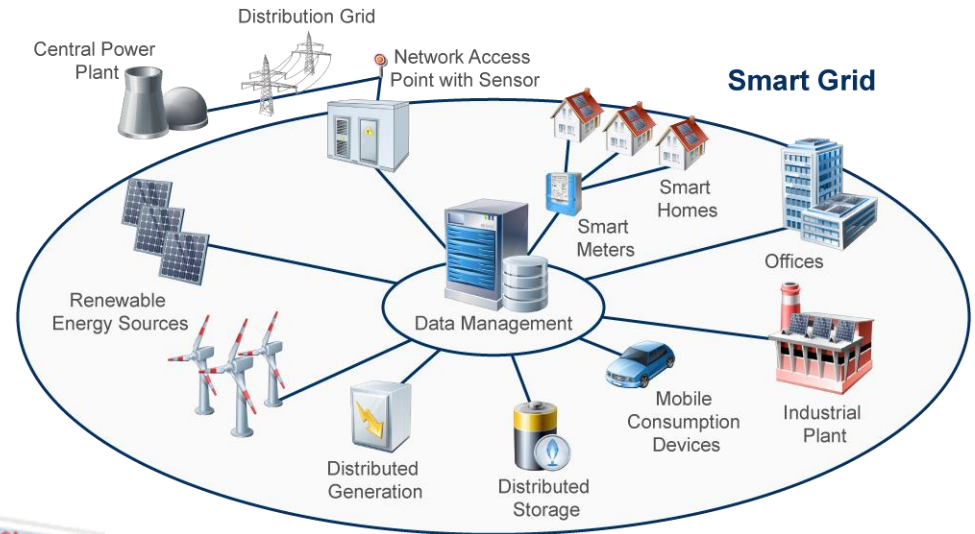 Distribution Grid
Central Power
Plant
Network Access
Point with Sensor
Smart Grid
Smart
Homes
Smart
Meters
Offices
Renewable
Energy Sources
Data Management
Mobile
Consumption
Devices
Industrial
Plant
Distributed
Generation
Distributed
Storage